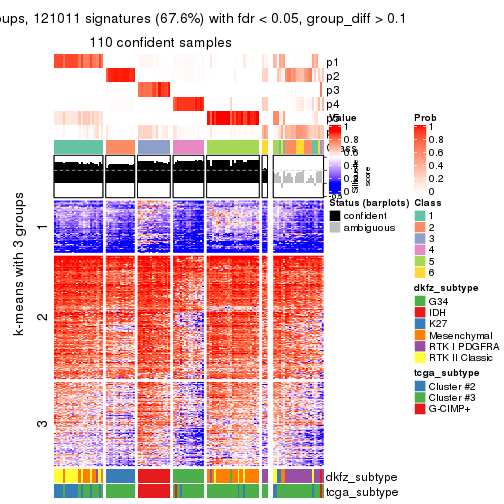 oups, 121011 signatures (67.6%) with fdr < 0.05, group_diff > 0.1
110 confident samples
p1
p2
p3
p4
Value
1
0.8
0.6
0.4
0.2
0
Prob
1
0.8
0.6
0.4
0.2
0
score
Status (barplots)
confident
ambiguous
Class
1
2
3
4
5
6
dkfz_subtype
G34
IDH
K27
Mesenchymal
RTK I PDGFRA
RTK II Classic
tcga_subtype
Cluster #2
Cluster #3
G-CIMP+
k-means with 3 groups
1
2
3
dkfz_subtype
tcga_subtype